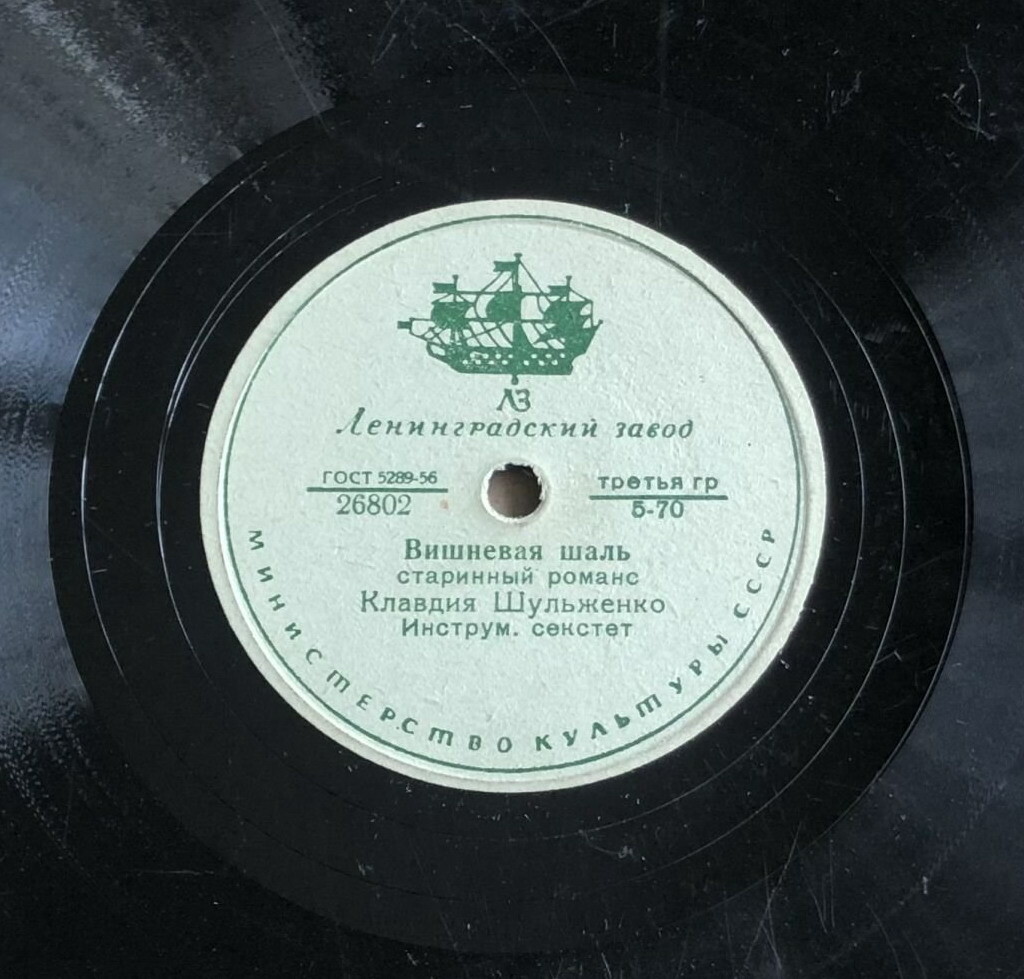 ЛЗ
Ленинградский завод
ГОСТ 5289-56
26802
третья гр
5-70
Вишневая шаль
старинный романс
Клавдия Шульженко
Инструм. секстет
МИНИСТЕРСТВО КУЛЬТУРЫ СССР